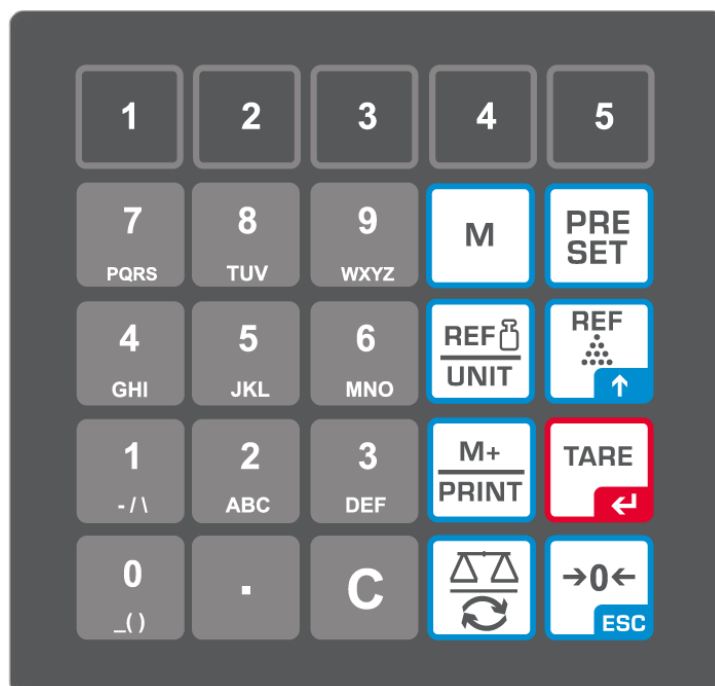 1 2 3 4 5
7 8 9 M PRE
PQRS TUV WXYZ SET
4 5 6 REF REF
GHI JKL MNO UNIT ↑
1 2 3 M+ TARE
- / \ ABC DEF PRINT ↵
0 . C →0←
_( ) ESC